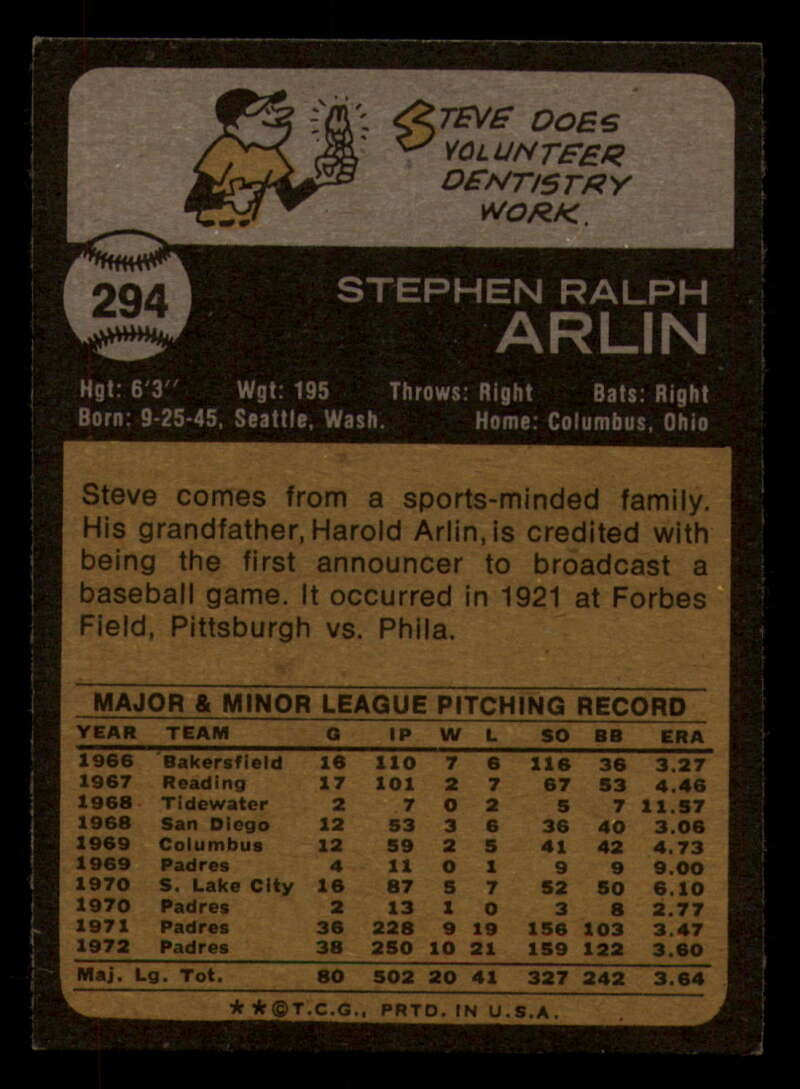 STEVE DOES
VOLUNTEER
DENTISTRY
WORK.
294
STEPHEN RALPH
ARLIN
Hgt: 6'3" Wgt: 195 Throws: Right Bats: Right
Born: 9-25-45, Seattle, Wash. Home: Columbus, Ohio
Steve comes from a sports-minded family.
His grandfather, Harold Arlin, is credited with
being the first announcer to broadcast a
baseball game. It occurred in 1921 at Forbes
Field, Pittsburgh vs. Phila.
MAJOR & MINOR LEAGUE PITCHING RECORD
YEAR TEAM G IP W L SO BB ERA
1966 Bakersfield 16 110 7 6 116 36 3.27
1967 Reading 17 101 2 7 67 53 4.46
1968 Tidewater 2 7 0 2 5 7 11.57
1968 San Diego 12 53 3 6 36 40 3.06
1969 Columbus 12 59 2 5 41 42 4.73
1969 Padres 4 11 0 1 9 9 9.00
1970 S. Lake City 16 87 5 7 52 50 6.10
1970 Padres 2 13 1 0 3 8 2.77
1971 Padres 36 228 9 19 156 103 3.47
1972 Padres 38 250 10 21 159 122 3.60
Maj. Lg. Tot. 80 502 20 41 327 242 3.64
**©T.C.G., PRTD. IN U.S.A.